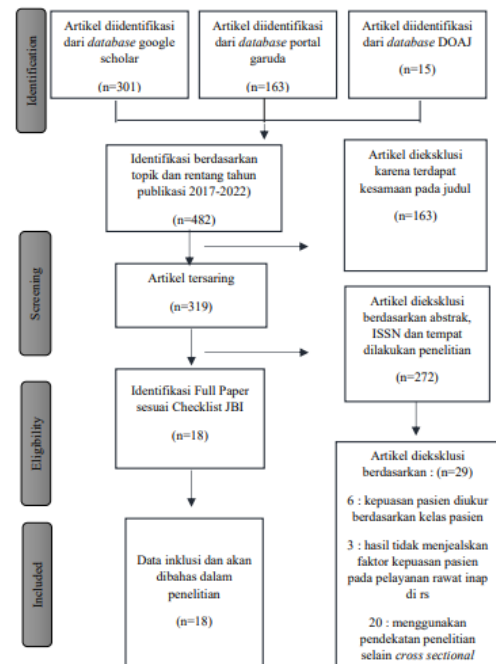 Identification
Artikel diidentifikasi
dari database google
scholar
(n=301)
Artikel diidentifikasi
dari database portal
garuda
(n=163)
Artikel diidentifikasi
dari database DOAJ
(n=15)
Identifikasi berdasarkan
topik dan rentang tahun
publikasi 2017-2022)
(n=482)
Artikel dieksklusi
karena terdapat
kesamaan pada judul
(n=163)
Screening
Artikel tersaring
(n=319)
Artikel dieksklusi
berdasarkan abstrak,
ISSN dan tempat
dilakukan penelitian
(n=272)
Eligibility
Identifikasi Full Paper
sesuai Checklist JBI
(n=18)
Artikel dieksklusi
berdasarkan : (n=29)
6 : kepuasan pasien diukur
berdasarkan kelas pasien
3 : hasil tidak menjealskan
faktor kepuasan pasien
pada pelayanan rawat inap
di rs
20 : menggunakan
pendekatan penelitian
selain cross sectional
Included
Data inklusi dan akan
dibahas dalam
penelitian
(n=18)